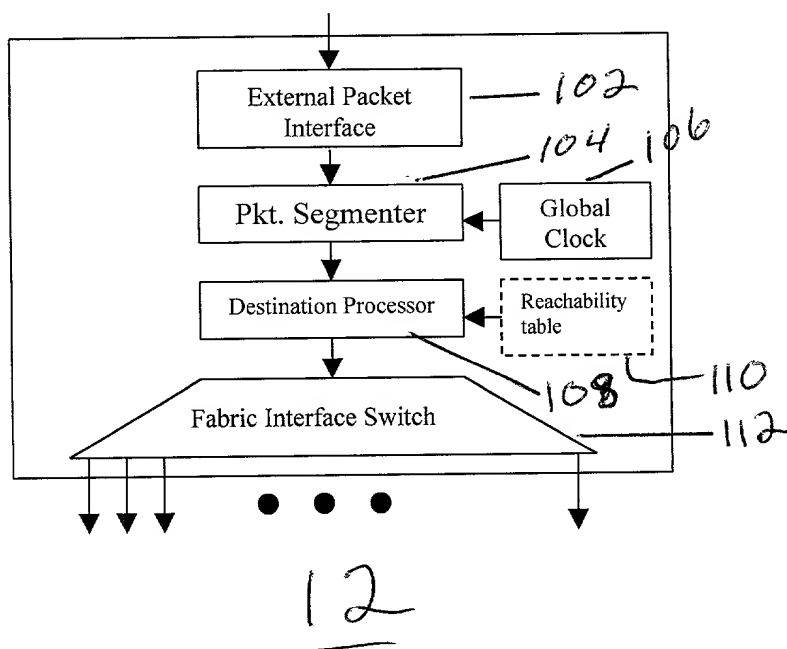 External Packet
Interface
102
104
106
Pkt. Segmenter
Global
Clock
Destination Processor
Reachability
table
108
110
Fabric Interface Switch
112
12